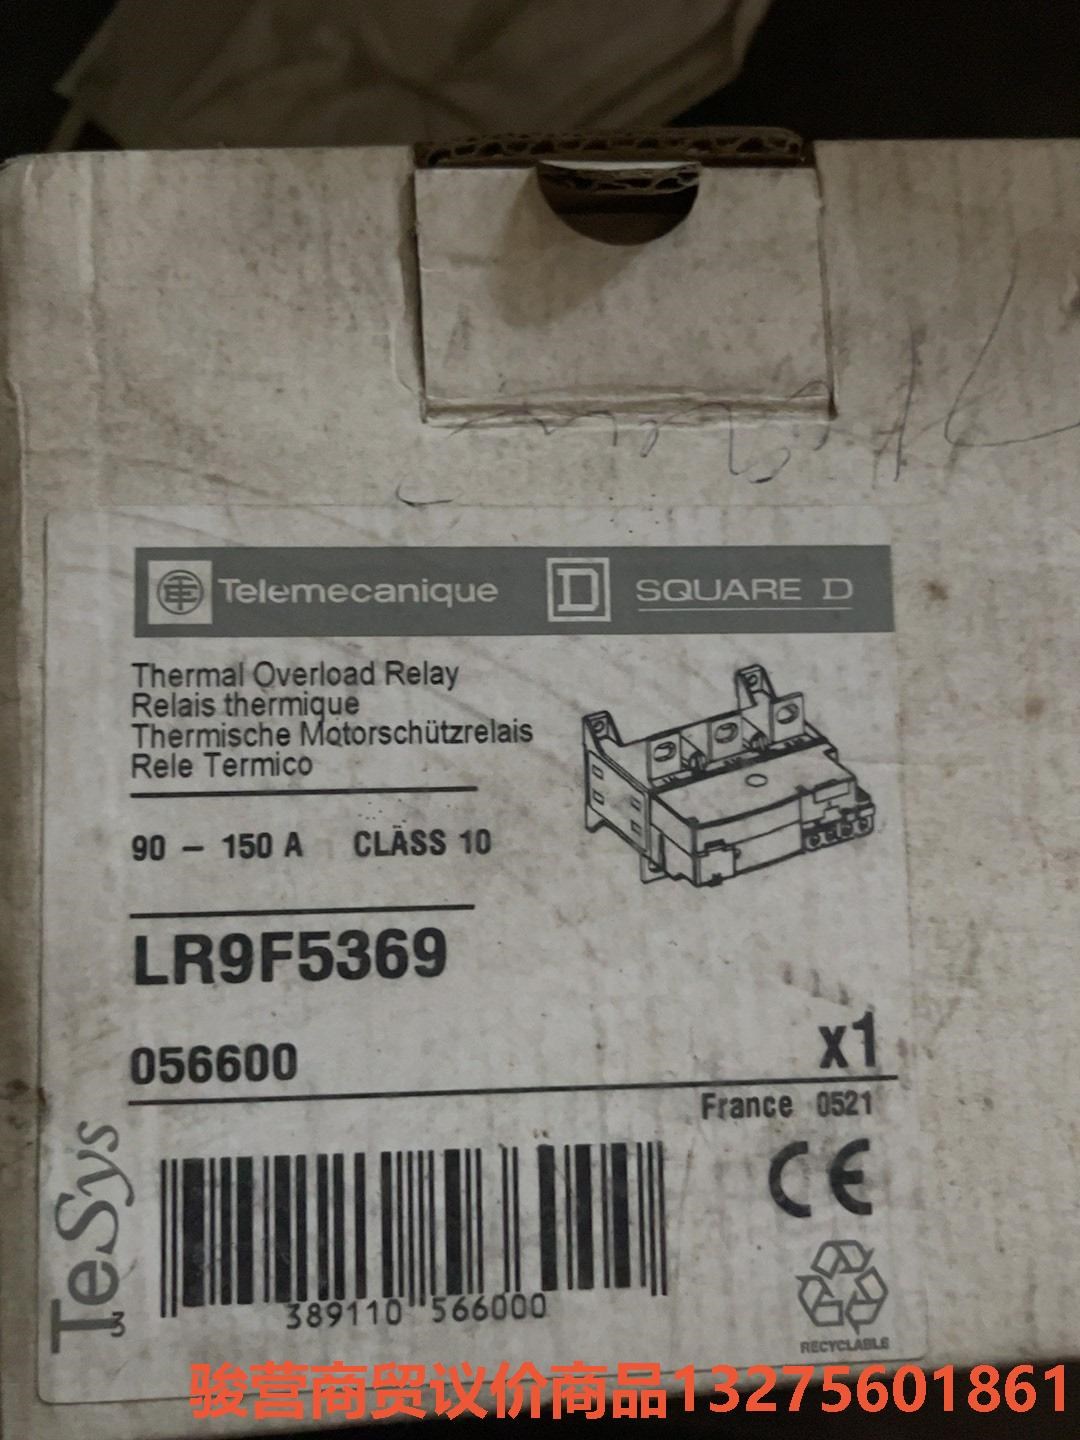 Telemecanique SQUARE D
Thermal Overload Relay
Relais thermique
Thermische Motorschützrelais
Rele Termico
90 – 150 A CLASS 10
LR9F5369
056600 x1
France 0521
TeSys
3 389110 566000
CE
RECYCLABLE
骏营商贸议价商品13275601861